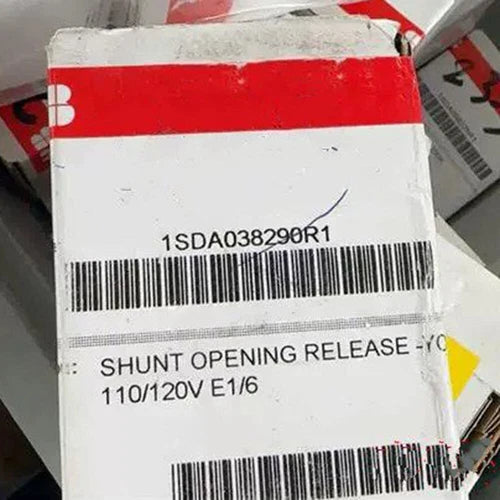 1SDA038290R1
SHUNT OPENING RELEASE -YO
110/120V E1/6